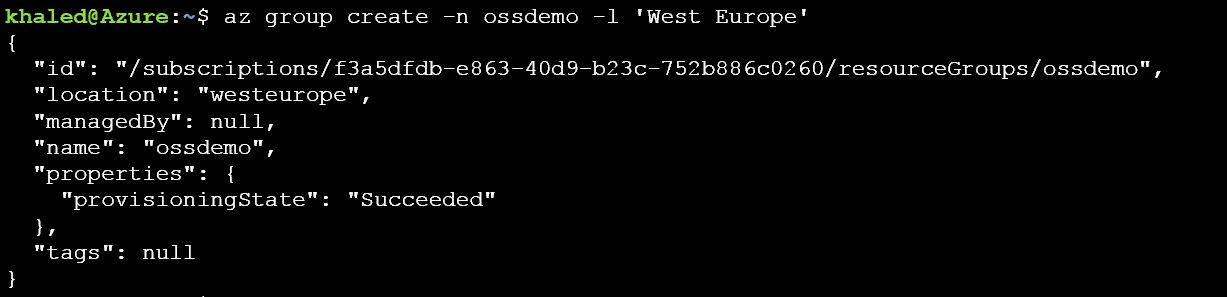 khaled@Azure:~$ az group create -n ossdemo -l 'West Europe'
{
  "id": "/subscriptions/f3a5dfdb-e863-40d9-b23c-752b886c0260/resourceGroups/ossdemo",
  "location": "westeurope",
  "managedBy": null,
  "name": "ossdemo",
  "properties": {
    "provisioningState": "Succeeded"
  },
  "tags": null
}